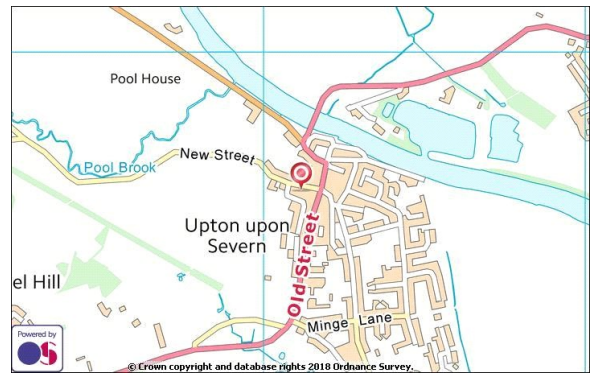 Pool House
New Street
Pool Brook
Upton upon
Severn
Old Street
el Hill
Minge Lane
Powered by
OS
© Crown copyright and database rights 2018 Ordnance Survey.